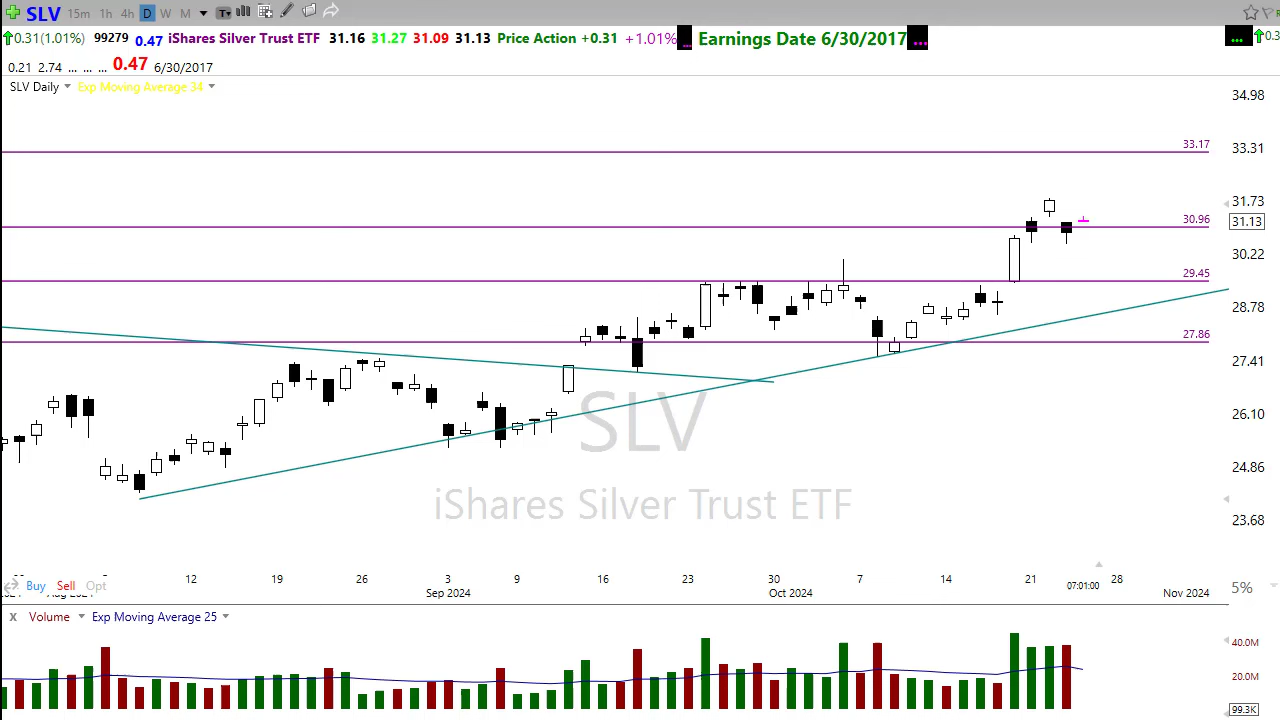 SLV 15m 1h 4h D W M T
0.31(1.01%) 99279 0.47 iShares Silver Trust ETF 31.16 31.27 31.09 31.13 Price Action +0.31 +1.01% ... Earnings Date 6/30/2017 ... ... 0.3
0.21 2.74 ... ... ... 0.47 6/30/2017
SLV Daily Exp Moving Average 34
34.98
33.17
33.31
31.73
30.96
31.13
30.22
29.45
28.78
27.86
27.41
SLV
26.10
24.86
iShares Silver Trust ETF
23.68
12 19 26 3 9 16 23 30 7 14 21 28
Buy Sell Opt 07:01:00 5%
Sep 2024 Oct 2024 Nov 2024
X Volume Exp Moving Average 25
40.0M
20.0M
99.3K